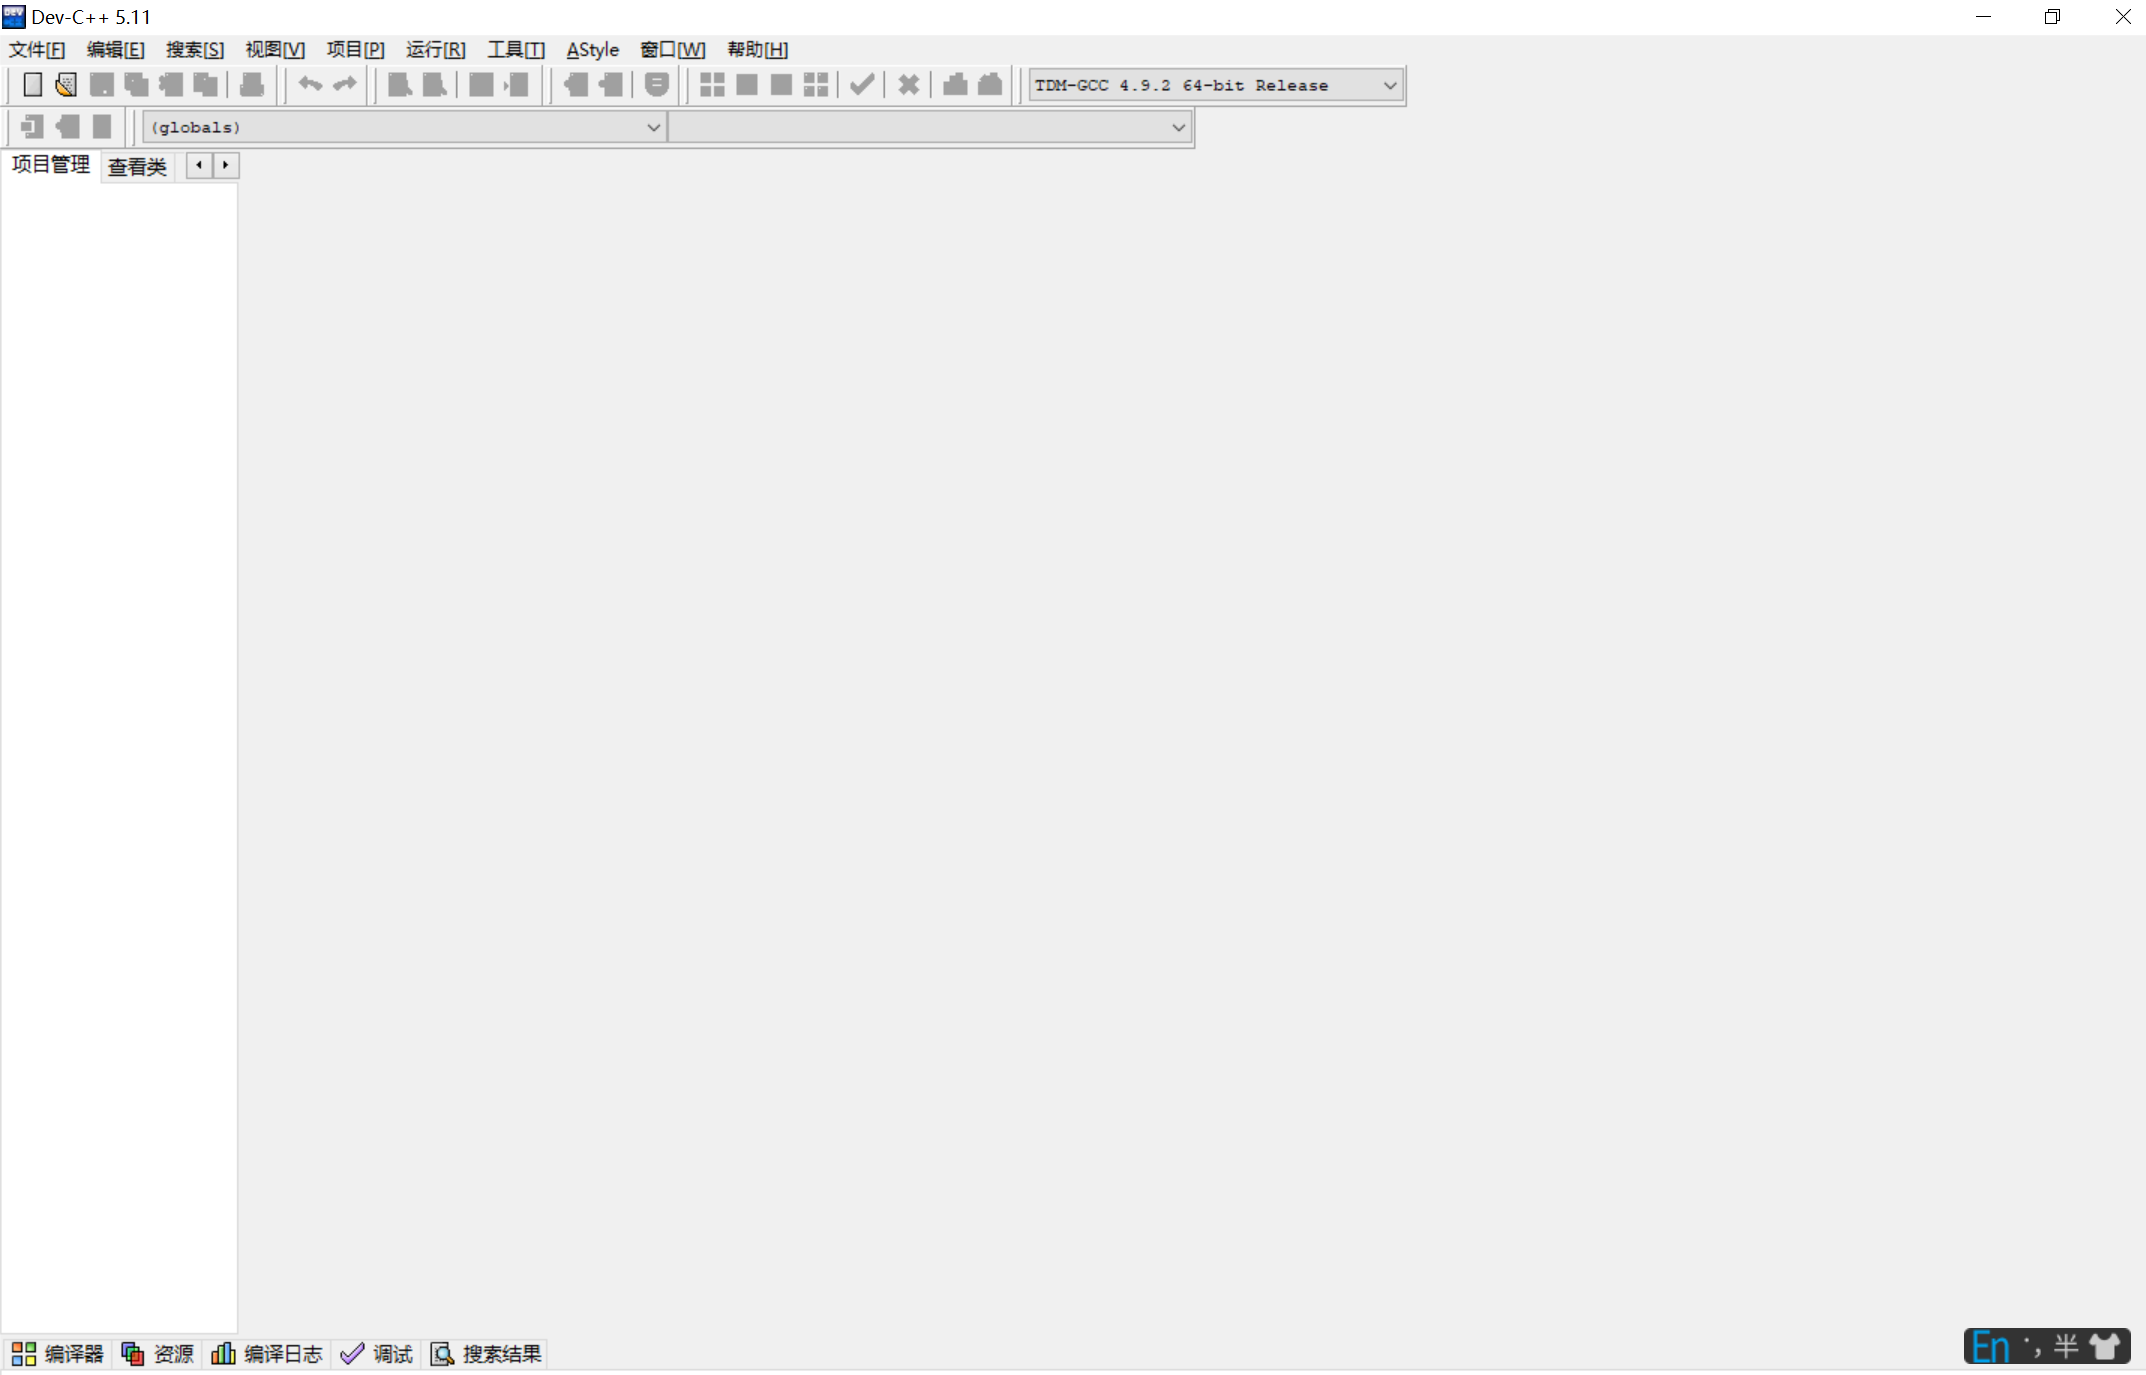 Dev-C++ 5.11
文件[F] 编辑[E] 搜索[S] 视图[V] 项目[P] 运行[R] 工具[T] AStyle 窗口[W] 帮助[H]
TDM-GCC 4.9.2 64-bit Release
(globals)
项目管理 查看类
编译器 资源 编译日志 调试 搜索结果
En ·, 半